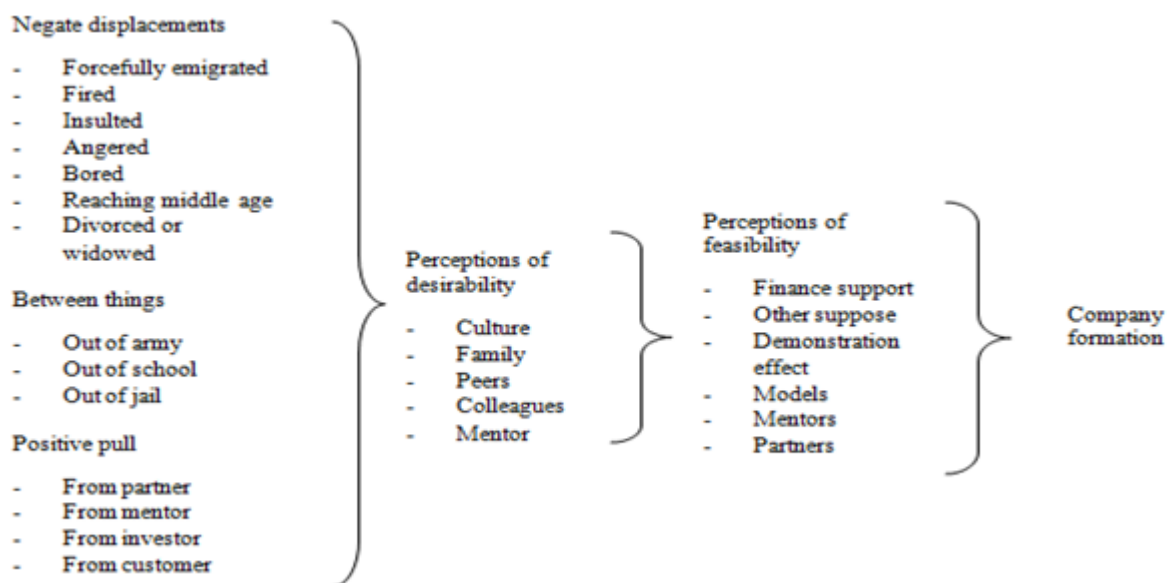 Negate displacements
- Forcefully emigrated
- Fired
- Insulted
- Angered
- Bored
- Reaching middle age
- Divorced or
widowed
Between things
- Out of army
- Out of school
- Out of jail
Positive pull
- From partner
- From mentor
- From investor
- From customer
Perceptions of
desirability
- Culture
- Family
- Peers
- Colleagues
- Mentor
Perceptions of
feasibility
- Finance support
- Other suppose
- Demonstration
effect
- Models
- Mentors
- Partners
Company
formation